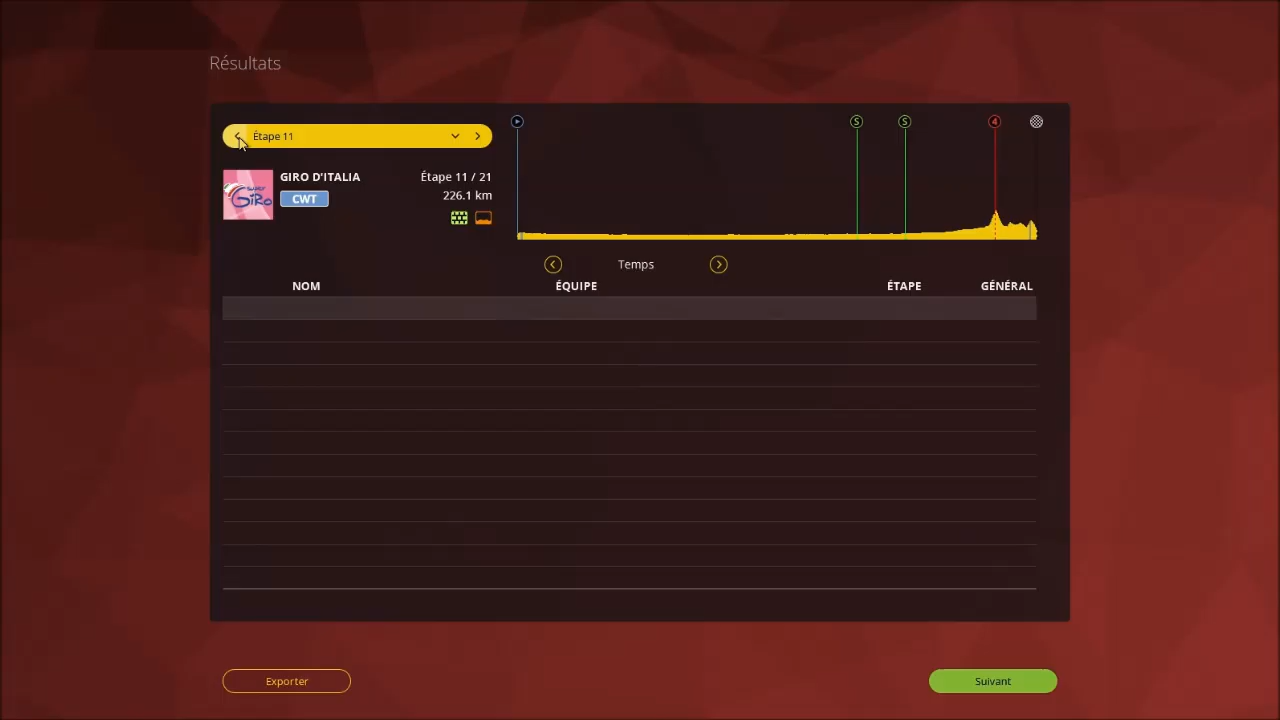 Résultats
Étape 11
S
S
4
GIRO D'ITALIA
CWT
Étape 11 / 21
226.1 km
Giro
Temps
NOM
ÉQUIPE
ÉTAPE
GÉNÉRAL
Exporter
Suivant